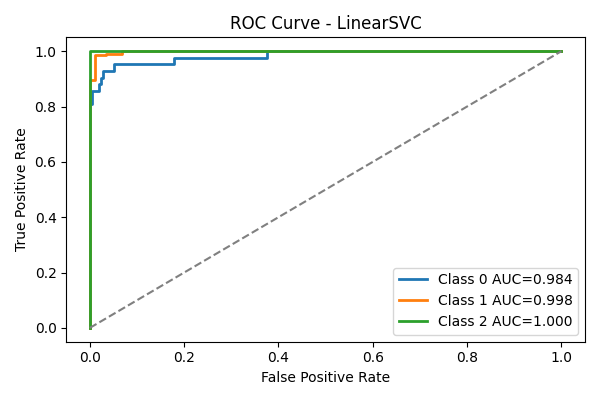 ROC Curve - LinearSVC
True Positive Rate
1.0
0.8
0.6
0.4
0.2
0.0
0.0 0.2 0.4 0.6 0.8 1.0
False Positive Rate
Class 0 AUC=0.984
Class 1 AUC=0.998
Class 2 AUC=1.000